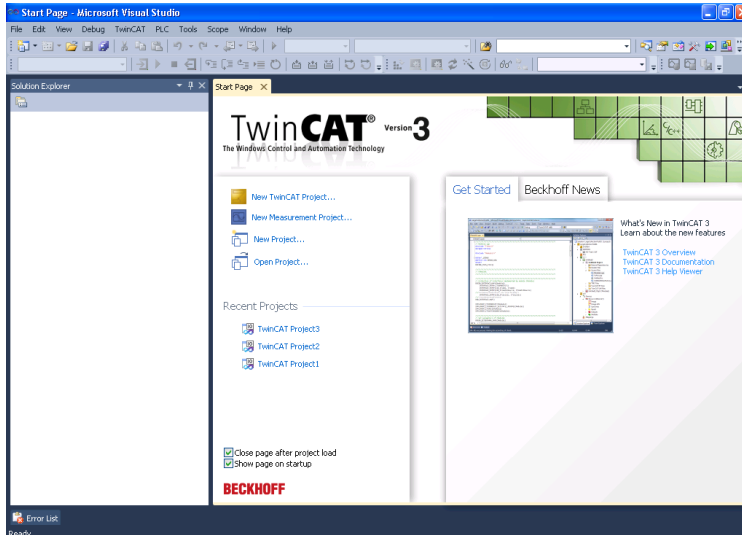 Start Page - Microsoft Visual Studio
File Edit View Debug TwinCAT PLC Tools Scope Window Help
Solution Explorer
Start Page
TwinCAT® Version 3
The Windows Control and Automation Technology
New TwinCAT Project...
New Measurement Project...
New Project...
Open Project...
Recent Projects
TwinCAT Project3
TwinCAT Project2
TwinCAT Project1
Close page after project load
Show page on startup
BECKHOFF
Get Started Beckhoff News
What's New in TwinCAT 3
Learn about the new features
TwinCAT 3 Overview
TwinCAT 3 Documentation
TwinCAT 3 Help Viewer
Error List
Ready